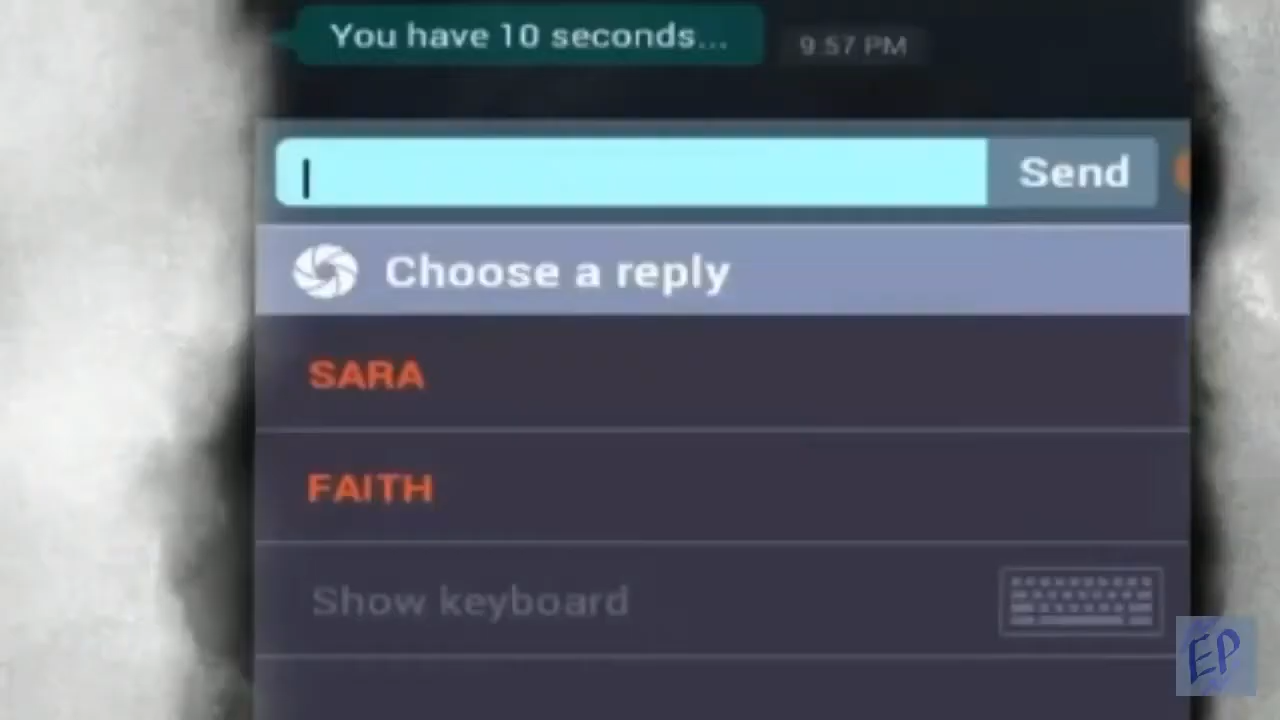 You have 10 seconds...
9:57 PM
Send
Choose a reply
SARA
FAITH
Show keyboard
EP